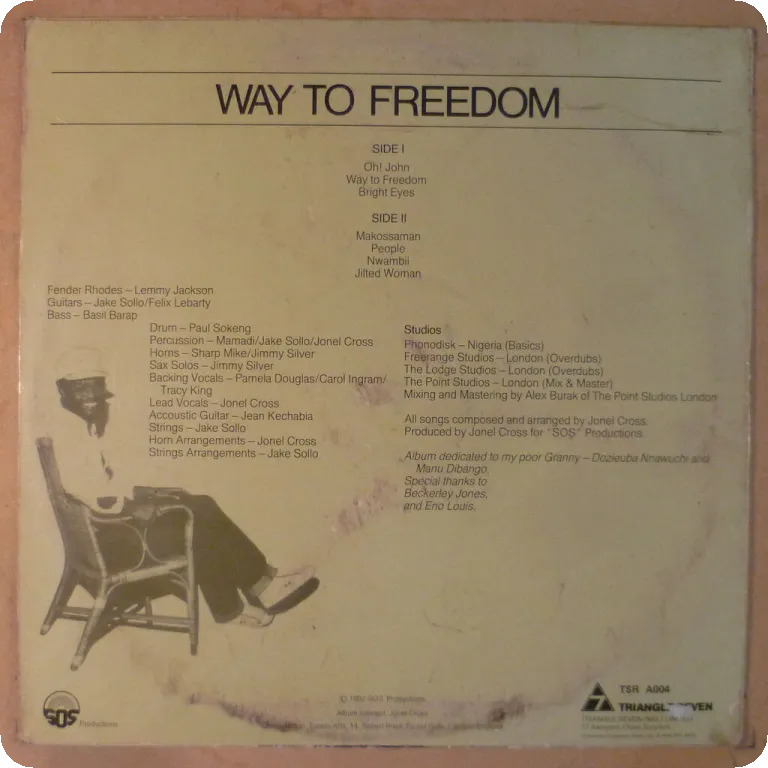 WAY TO FREEDOM
SIDE I
Oh! John
Way to Freedom
Bright Eyes
SIDE II
Makossaman
People
Nwambii
Jilted Woman
Fender Rhodes – Lemmy Jackson
Guitars – Jake Sollo/Felix Lebarty
Bass – Basil Barap
Drum – Paul Sokeng
Percussion – Mamadi/Jake Sollo/Jonel Cross
Horns – Sharp Mike/Jimmy Silver
Sax Solos – Jimmy Silver
Backing Vocals – Pamela Douglas/Carol Ingram/
Tracy King
Lead Vocals – Jonel Cross
Accoustic Guitar – Jean Kechabia
Strings – Jake Sollo
Horn Arrangements – Jonel Cross
Strings Arrangements – Jake Sollo
Studios
Phonodisk – Nigeria (Basics)
Freerange Studios – London (Overdubs)
The Lodge Studios – London (Overdubs)
The Point Studios – London (Mix & Master)
Mixing and Mastering by Alex Burak of The Point Studios London
All songs composed and arranged by Jonel Cross.
Produced by Jonel Cross for "SOS" Productions.
Album dedicated to my poor Granny – Dozieuba Nnawuchi and
Manu Dibango.
Special thanks to
Beckerley Jones,
and Eno Louis.
SOS Productions
Productions
TSR A004
7 TRIANGLE SEVEN